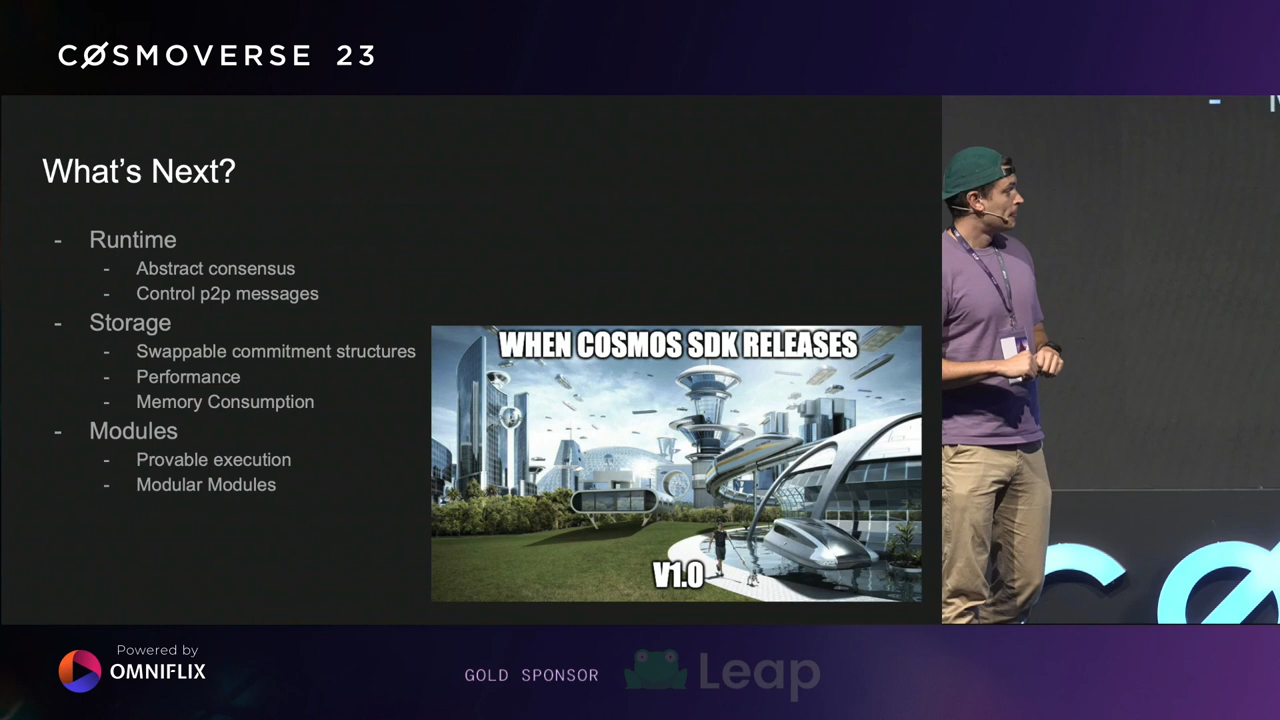 CØSMOVERSE 23
What's Next?
- Runtime
- Abstract consensus
- Control p2p messages
- Storage
- Swappable commitment structures
- Performance
- Memory Consumption
- Modules
- Provable execution
- Modular Modules
WHEN COSMOS SDK RELEASES
V1.0
cø
Powered by
OMNIFLIX
GOLD SPONSOR
Leap